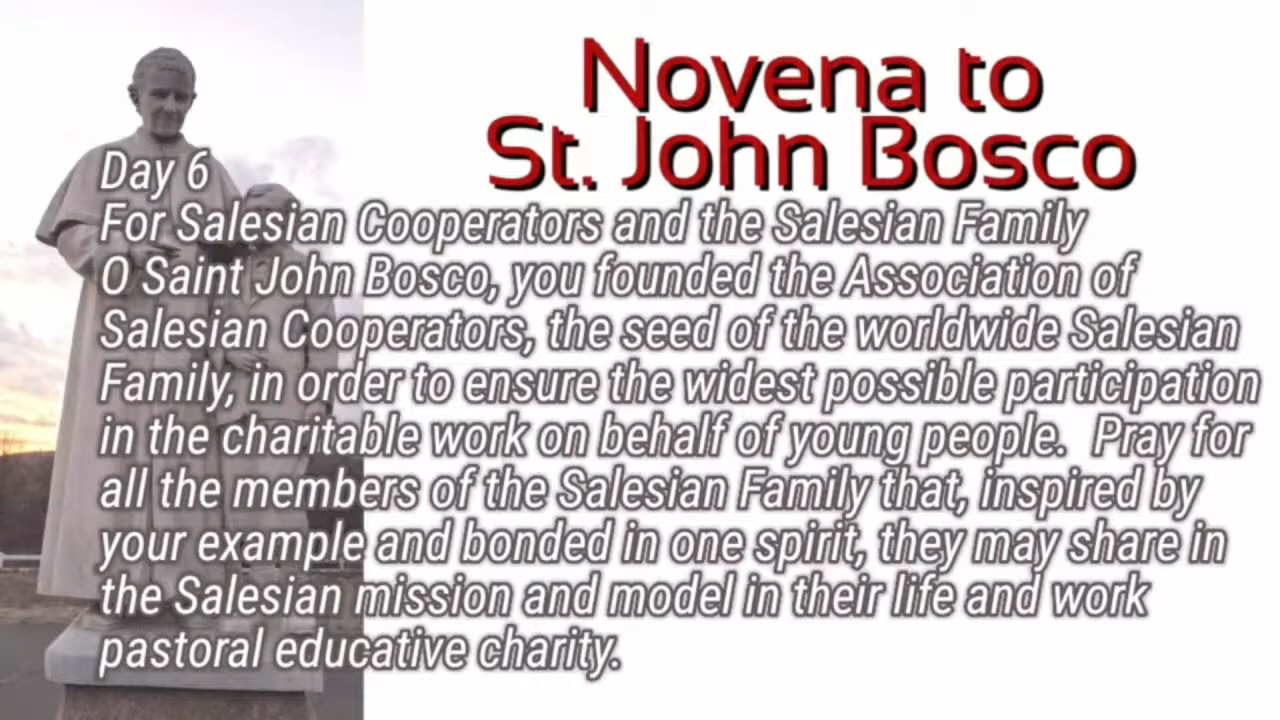 Novena to
St. John Bosco
Day 6
For Salesian Cooperators and the Salesian Family
O Saint John Bosco, you founded the Association of
Salesian Cooperators, the seed of the worldwide Salesian
Family, in order to ensure the widest possible participation
in the charitable work on behalf of young people.  Pray for
all the members of the Salesian Family that, inspired by
your example and bonded in one spirit, they may share in
the Salesian mission and model in their life and work
pastoral educative charity.